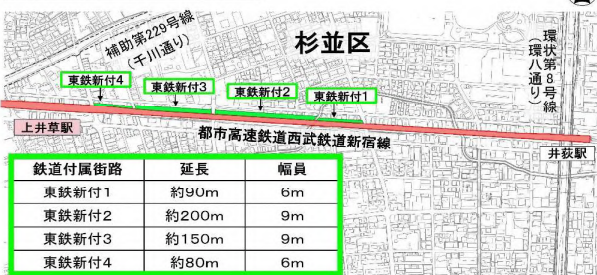 補助第229号線
(千川通り)
杉並区
環状第8号線
(環八通り)
東鉄新付4
東鉄新付3
東鉄新付2
東鉄新付1
上井草駅
都市高速鉄道西武鉄道新宿線
井荻駅
鉄道付属街路 延長 幅員
東鉄新付1 約90m 6m
東鉄新付2 約200m 9m
東鉄新付3 約150m 9m
東鉄新付4 約80m 6m